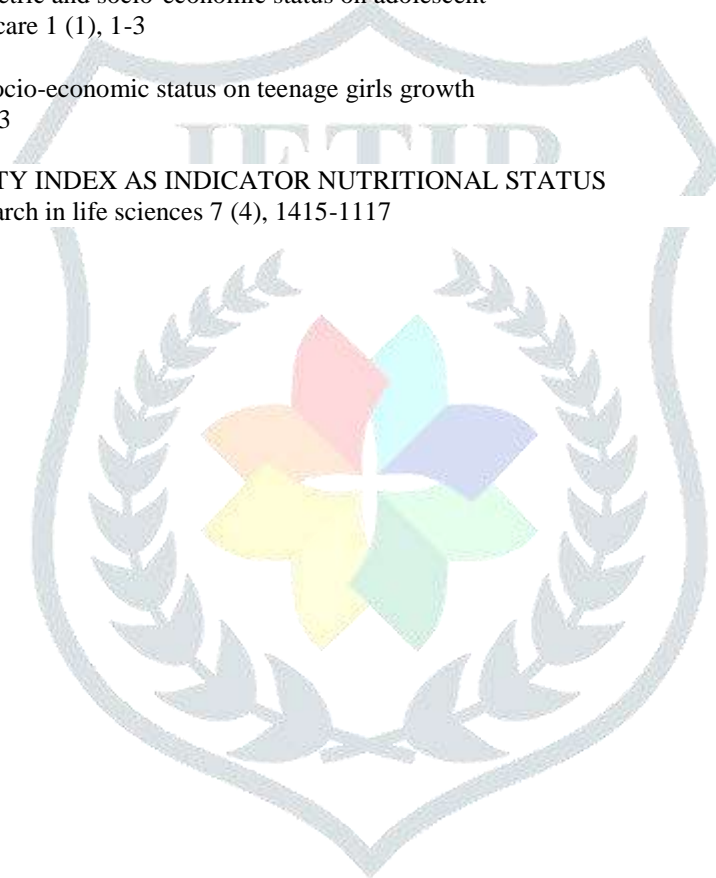 etric and socio-economic status on adolescent
care 1 (1), 1-3
ocio-economic status on teenage girls growth
3
JETIR
TY INDEX AS INDICATOR NUTRITIONAL STATUS
arch in life sciences 7 (4), 1415-1117